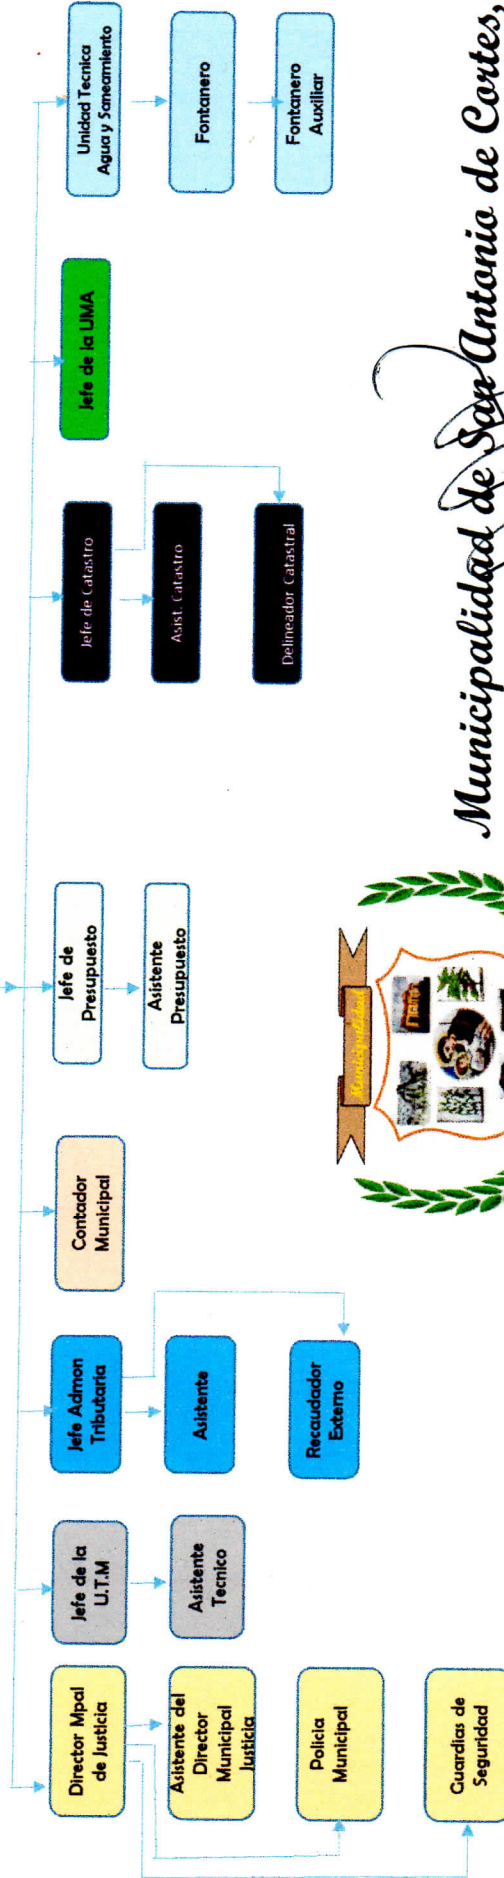 Director Mpal
de Justicia
Asistente del
Director
Municipal
Justicia
Policia
Municipal
Guardias de
Seguridad
Jefe de la
U.T.M
Asistente
Tecnico
Jefe Admon
Tributaria
Asistente
Recaudador
Externo
Contador
Municipal
Jefe de
Presupuesto
Asistente
Presupuesto
Jefe de Catastro
Asist. Catastro
Delineador Catastral
Jefe de la UMA
Unidad Tecnica
Agua y Saneamiento
Fontanero
Fontanero
Auxiliar
Municipalidad
Municipalidad de San Antonio de Cortes,